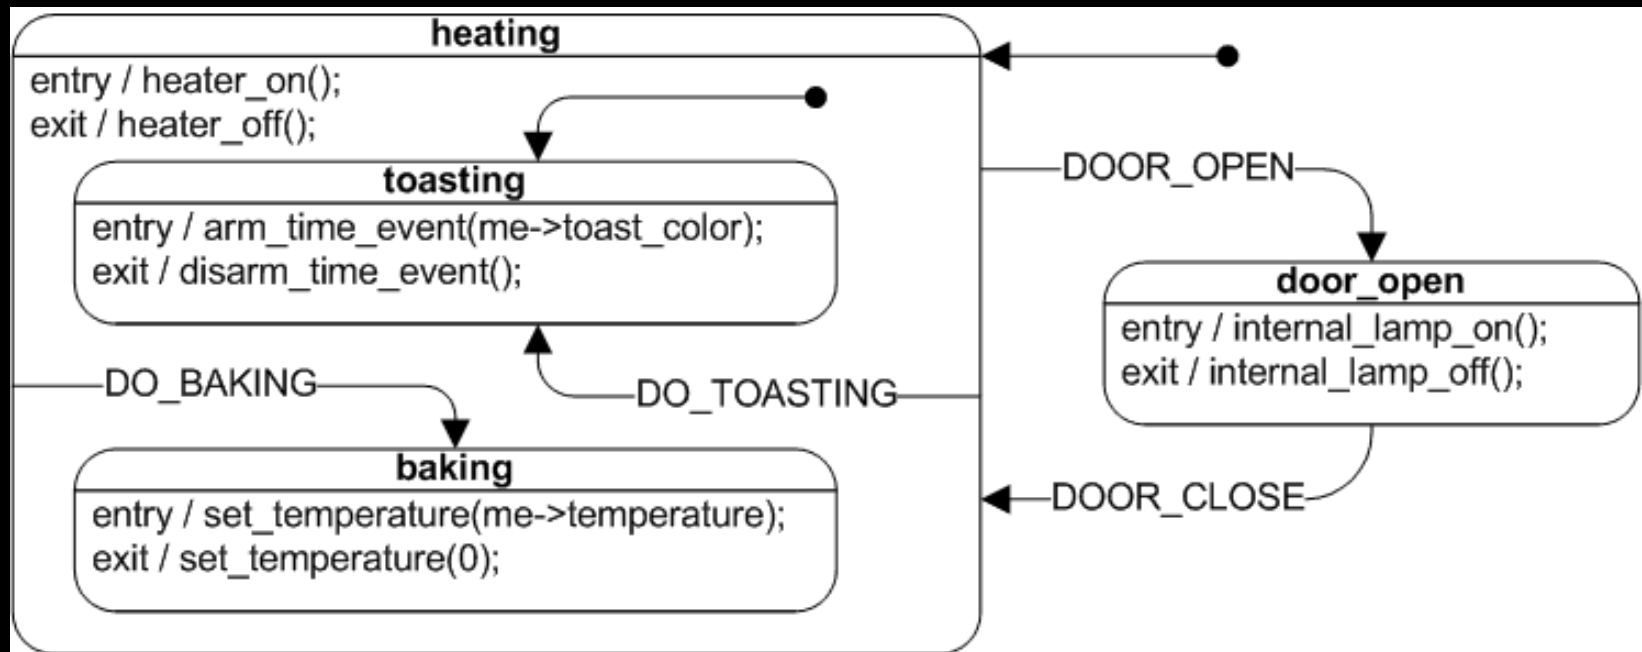 heating
entry / heater_on();
exit / heater_off();
toasting
entry / arm_time_event(me->toast_color);
exit / disarm_time_event();
DO_BAKING
DO_TOASTING
baking
entry / set_temperature(me->temperature);
exit / set_temperature(0);
DOOR_OPEN
door_open
entry / internal_lamp_on();
exit / internal_lamp_off();
DOOR_CLOSE